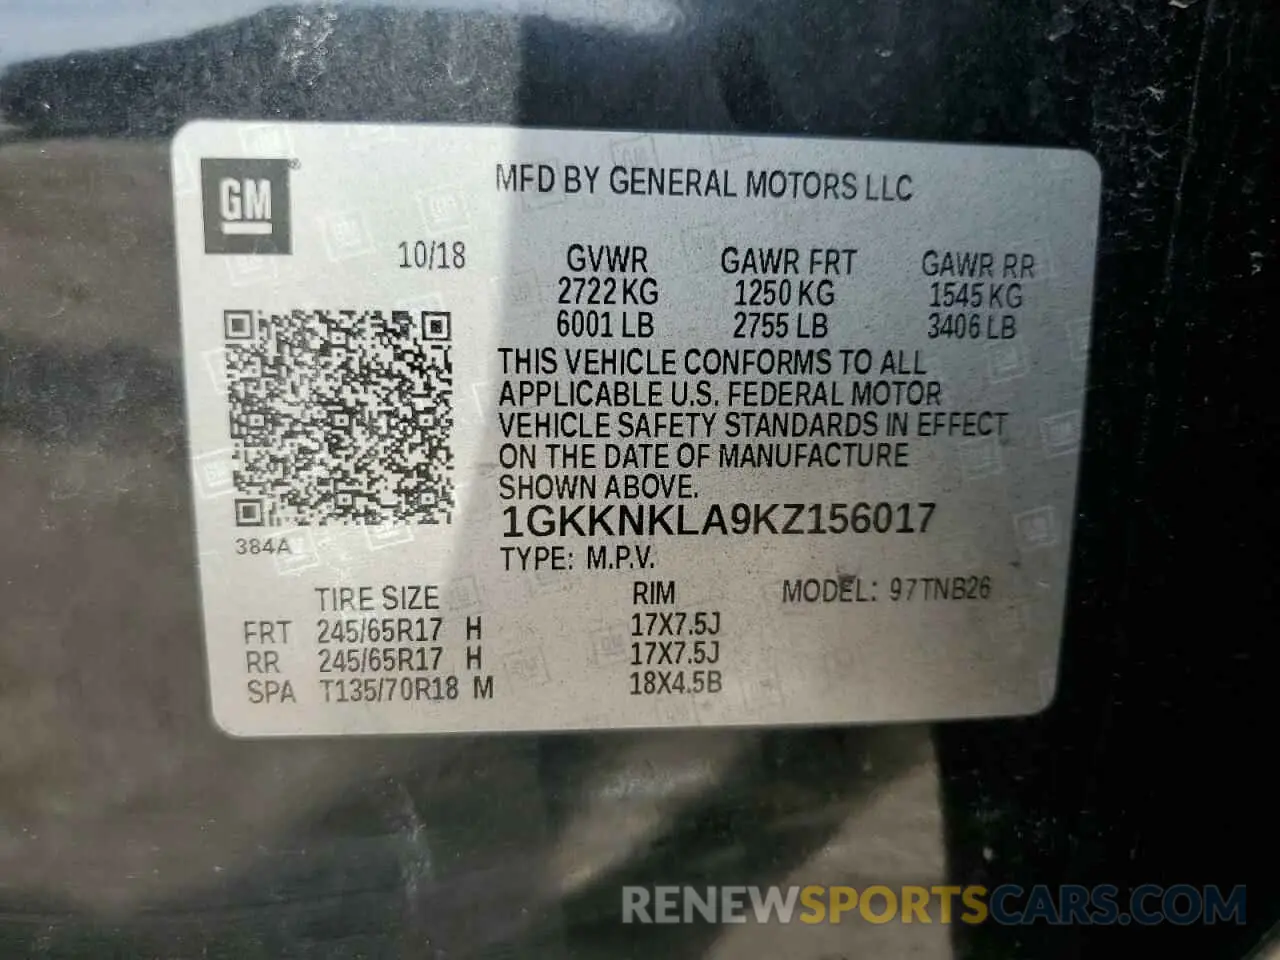 GM
MFD BY GENERAL MOTORS LLC
10/18
GVWR GAWR FRT GAWR RR
2722 KG 1250 KG 1545 KG
6001 LB 2755 LB 3406 LB
THIS VEHICLE CONFORMS TO ALL
APPLICABLE U.S. FEDERAL MOTOR
VEHICLE SAFETY STANDARDS IN EFFECT
ON THE DATE OF MANUFACTURE
SHOWN ABOVE.
1GKKNKLA9KZ156017
384A
TYPE: M.P.V.
TIRE SIZE RIM MODEL: 97TNB26
FRT 245/65R17 H 17X7.5J
RR 245/65R17 H 17X7.5J
SPA T135/70R18 M 18X4.5B
RENEWSPORTSCARS.COM